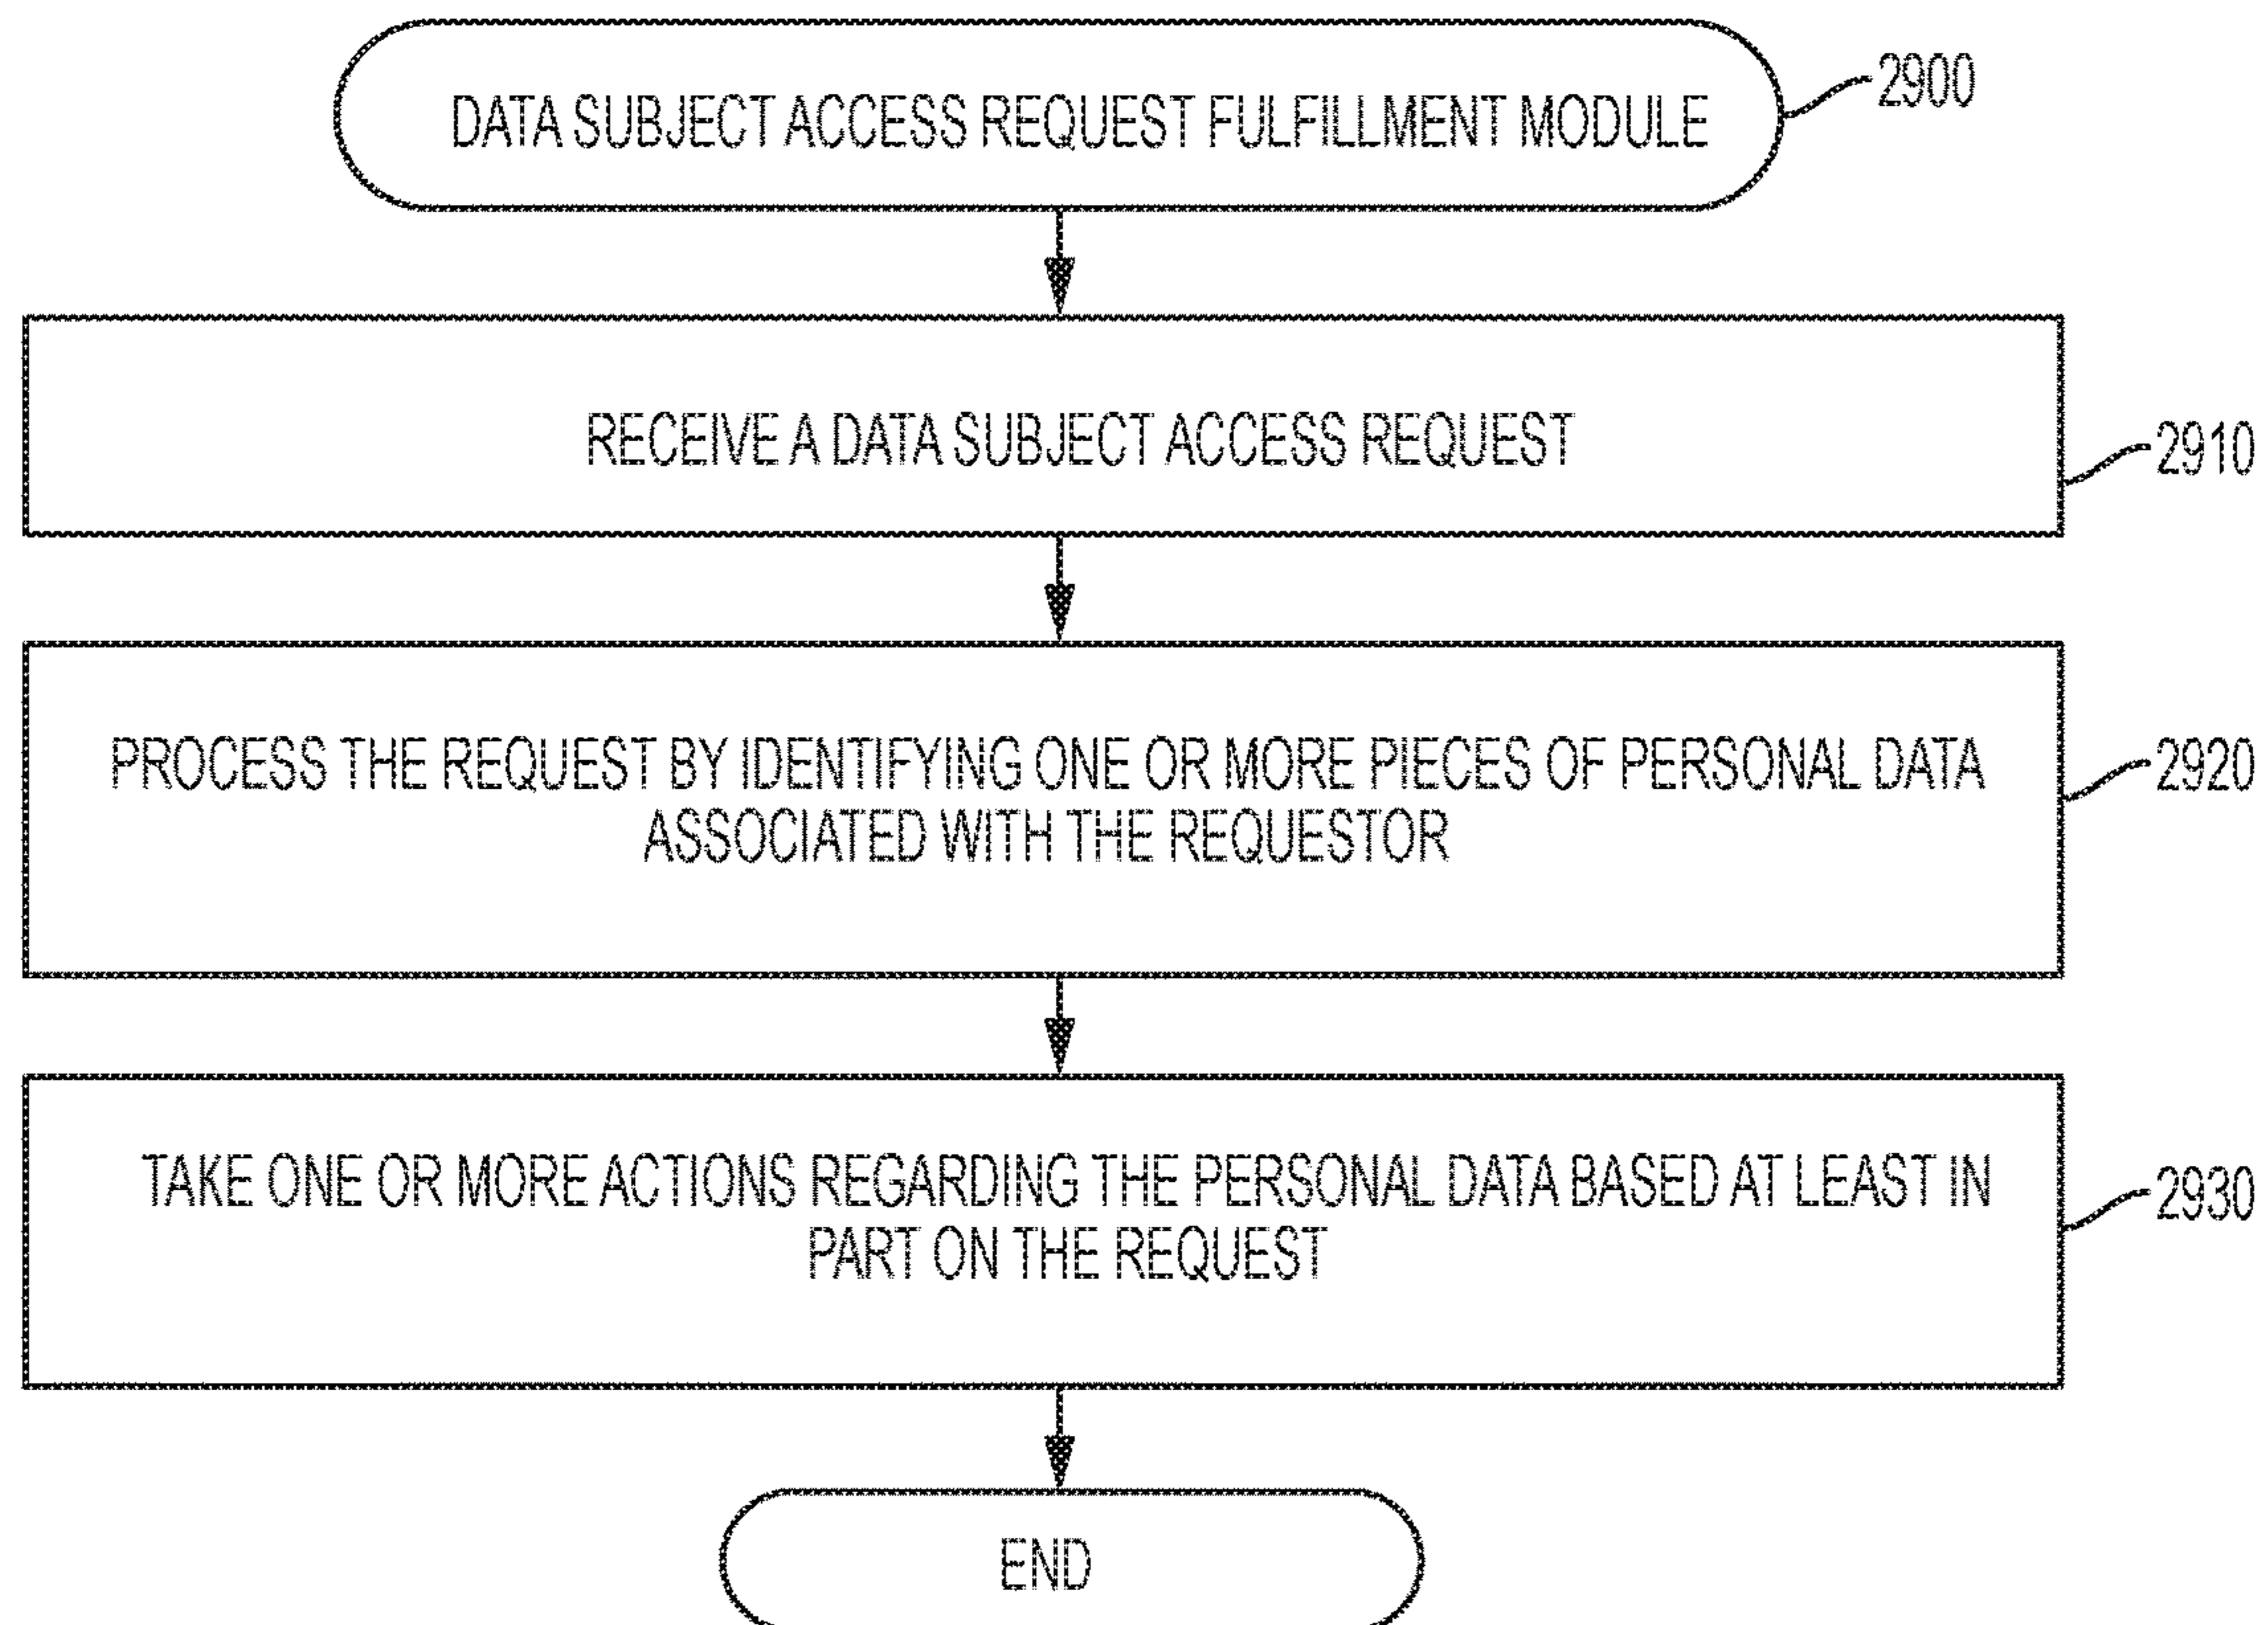 DATA SUBJECT ACCESS REQUEST FULFILLMENT MODULE
2900
RECEIVE A DATA SUBJECT ACCESS REQUEST
2910
PROCESS THE REQUEST BY IDENTIFYING ONE OR MORE PIECES OF PERSONAL DATA
ASSOCIATED WITH THE REQUESTOR
2920
TAKE ONE OR MORE ACTIONS REGARDING THE PERSONAL DATA BASED AT LEAST IN
PART ON THE REQUEST
2930
END